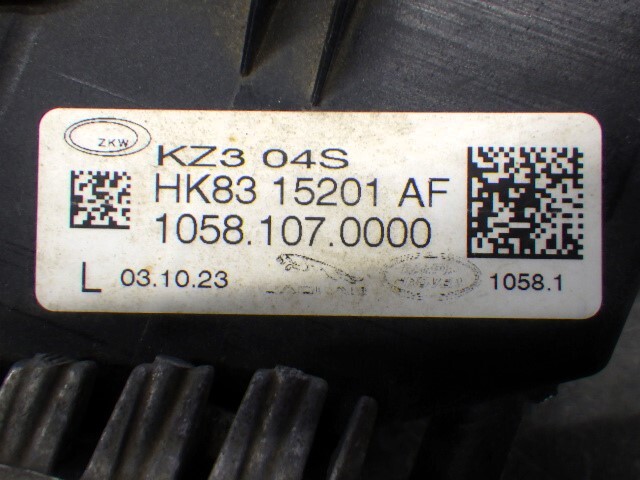 ZKW
KZ3 04S
HK83 15201 AF
1058.107.0000
L 03.10.23 1058.1